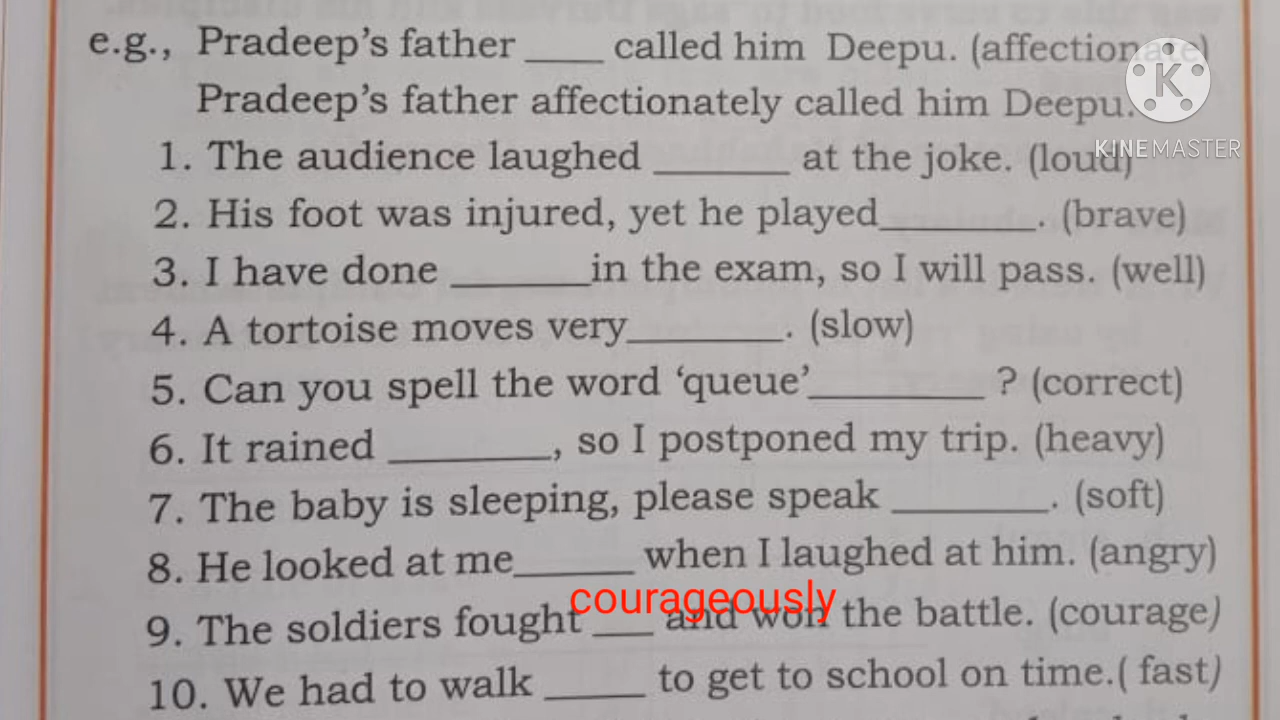 e.g., Pradeep's father ____ called him Deepu. (affectionate)
Pradeep's father affectionately called him Deepu.
KINEMASTER
1. The audience laughed _______ at the joke. (loud)
2. His foot was injured, yet he played________. (brave)
3. I have done _______in the exam, so I will pass. (well)
4. A tortoise moves very________. (slow)
5. Can you spell the word ‘queue’_________ ? (correct)
6. It rained ________, so I postponed my trip. (heavy)
7. The baby is sleeping, please speak ________. (soft)
8. He looked at me______ when I laughed at him. (angry)
courageously
9. The soldiers fought ___ and won the battle. (courage)
10. We had to walk _____ to get to school on time.( fast)